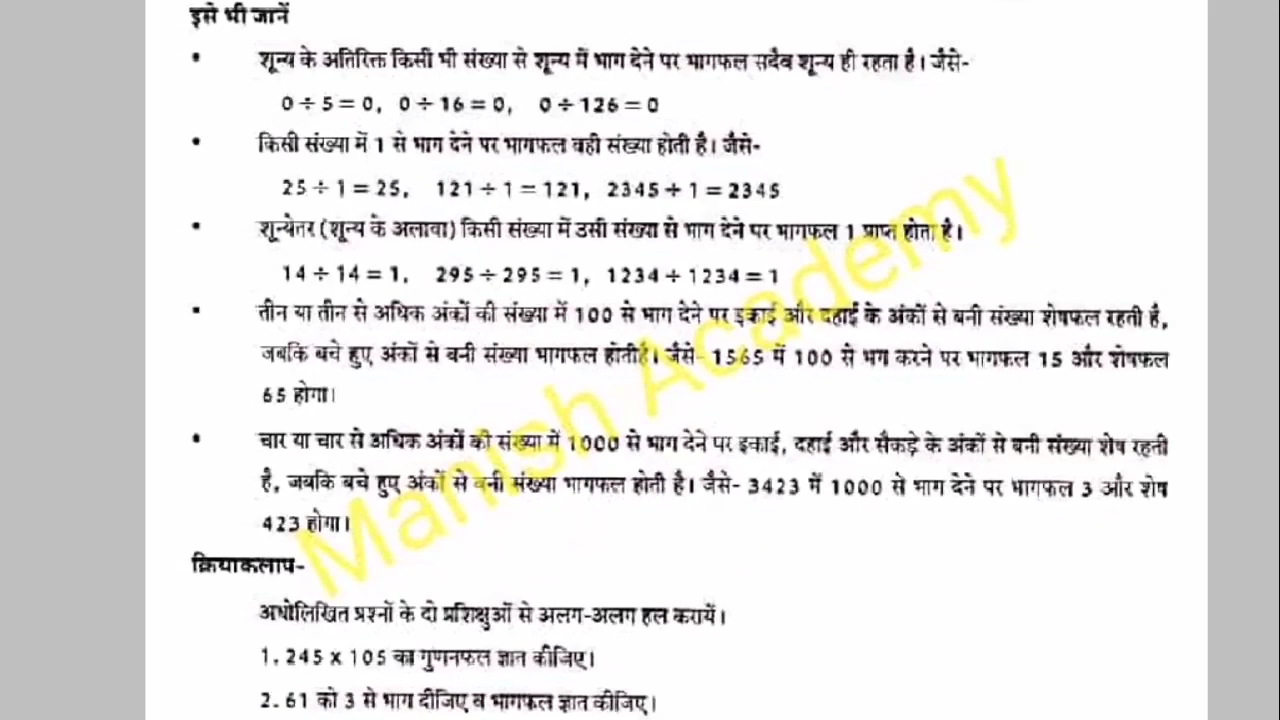 इसे भी जानें
• शून्य के अतिरिक्त किसी भी संख्या से शून्य में भाग देने पर भागफल सदैव शून्य ही रहता है। जैसे-
0 ÷ 5 = 0, 0 ÷ 16 = 0, 0 ÷ 126 = 0
• किसी संख्या में 1 से भाग देने पर भागफल वही संख्या होती है। जैसे-
25 ÷ 1 = 25, 121 ÷ 1 = 121, 2345 ÷ 1 = 2345
• शून्येतर (शून्य के अलावा) किसी संख्या में उसी संख्या से भाग देने पर भागफल 1 प्राप्त होता है।
14 ÷ 14 = 1, 295 ÷ 295 = 1, 1234 ÷ 1234 = 1
• तीन या तीन से अधिक अंकों की संख्या में 100 से भाग देने पर इकाई और दहाई के अंकों से बनी संख्या शेषफल रहती है,
जबकि बचे हुए अंकों से बनी संख्या भागफल होतीहै। जैसे- 1565 में 100 से भग करने पर भागफल 15 और शेषफल
65 होगा।
• चार या चार से अधिक अंकों की संख्या में 1000 से भाग देने पर इकाई, दहाई और सैकड़े के अंकों से बनी संख्या शेष रहती
है, जबकि बचे हुए अंकों से बनी संख्या भागफल होती है। जैसे- 3423 में 1000 से भाग देने पर भागफल 3 और शेष
423 होगा।
क्रियाकलाप-
अधोलिखित प्रश्नों के दो प्रशिक्षुओं से अलग-अलग हल करायें।
1. 245 x 105 का गुणनफल ज्ञात कीजिए।
2. 61 को 3 से भाग दीजिए व भागफल ज्ञात कीजिए।
Manish Academy